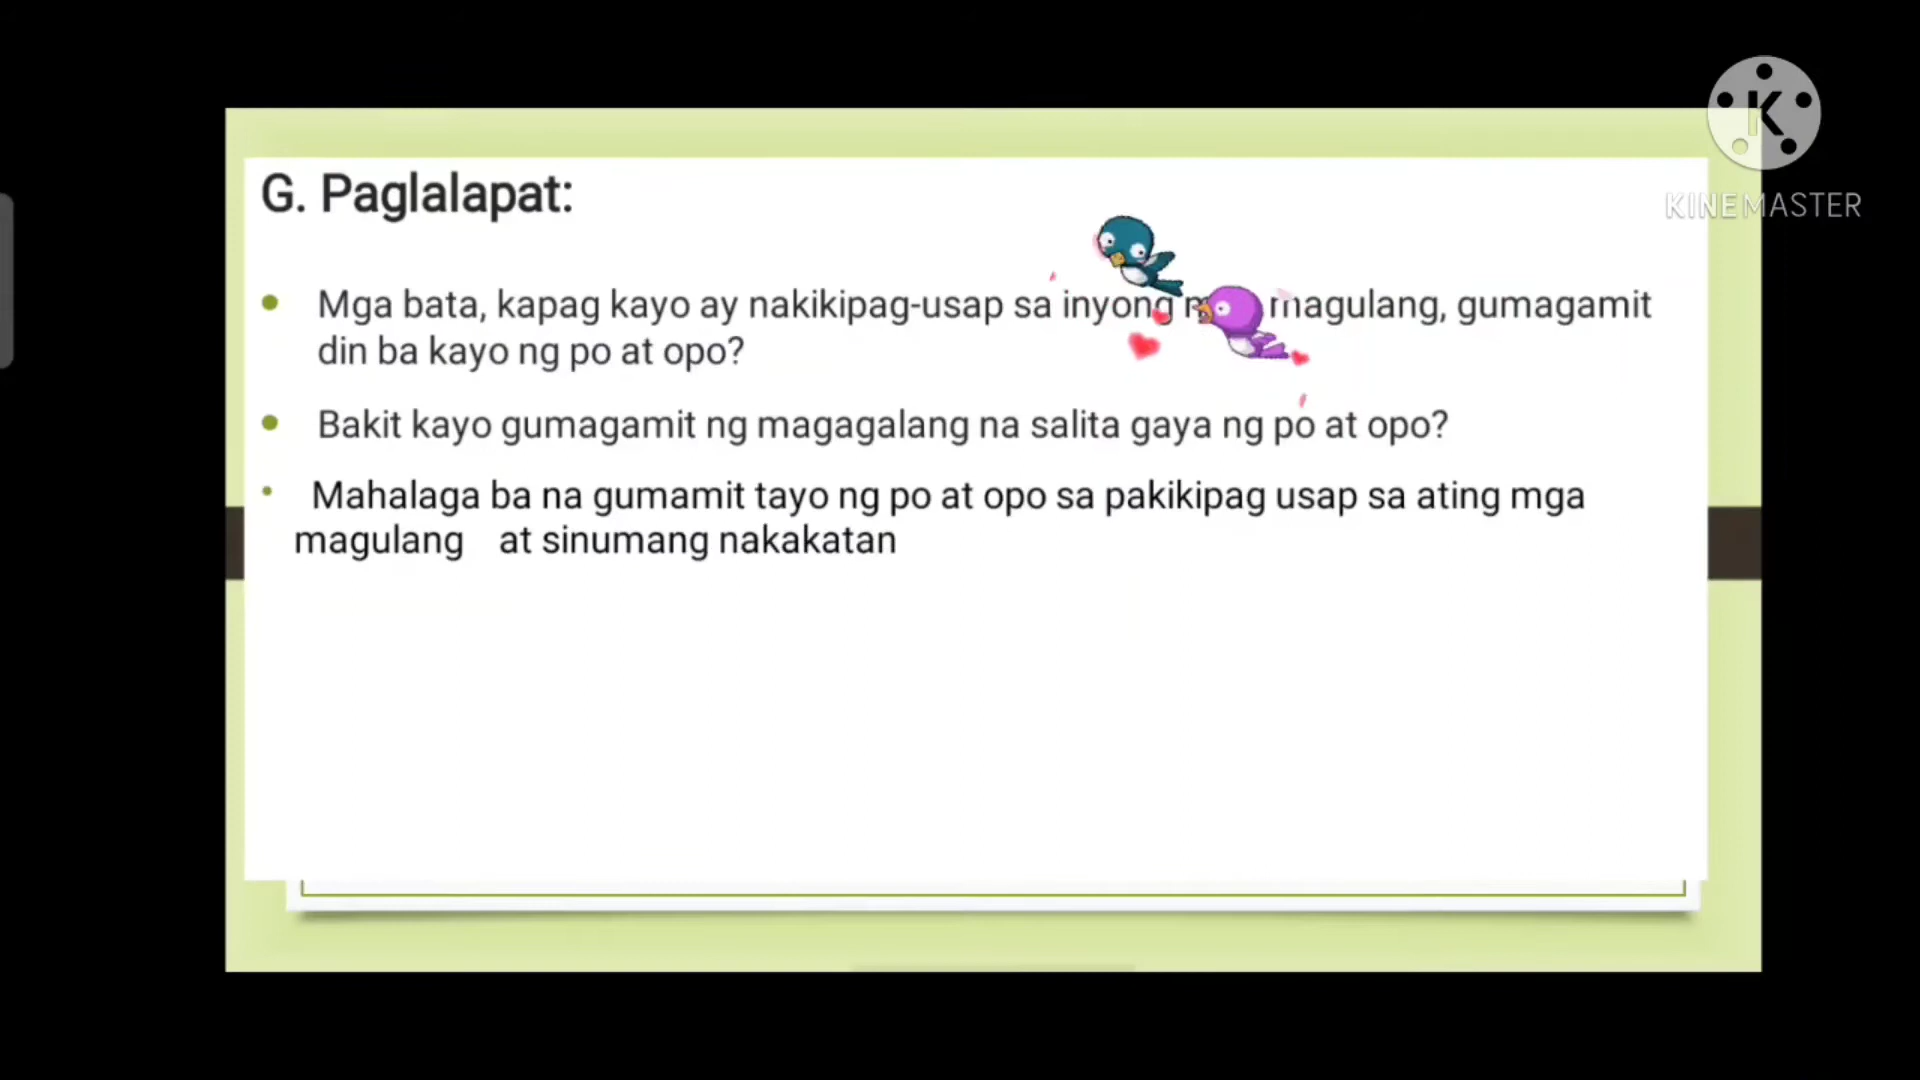 G. Paglalapat:
Mga bata, kapag kayo ay nakikipag-usap sa inyong magulang, gumagamit
din ba kayo ng po at opo?
Bakit kayo gumagamit ng magagalang na salita gaya ng po at opo?
Mahalaga ba na gumamit tayo ng po at opo sa pakikipag usap sa ating mga
magulang at sinumang nakakatan
K
KINEMASTER